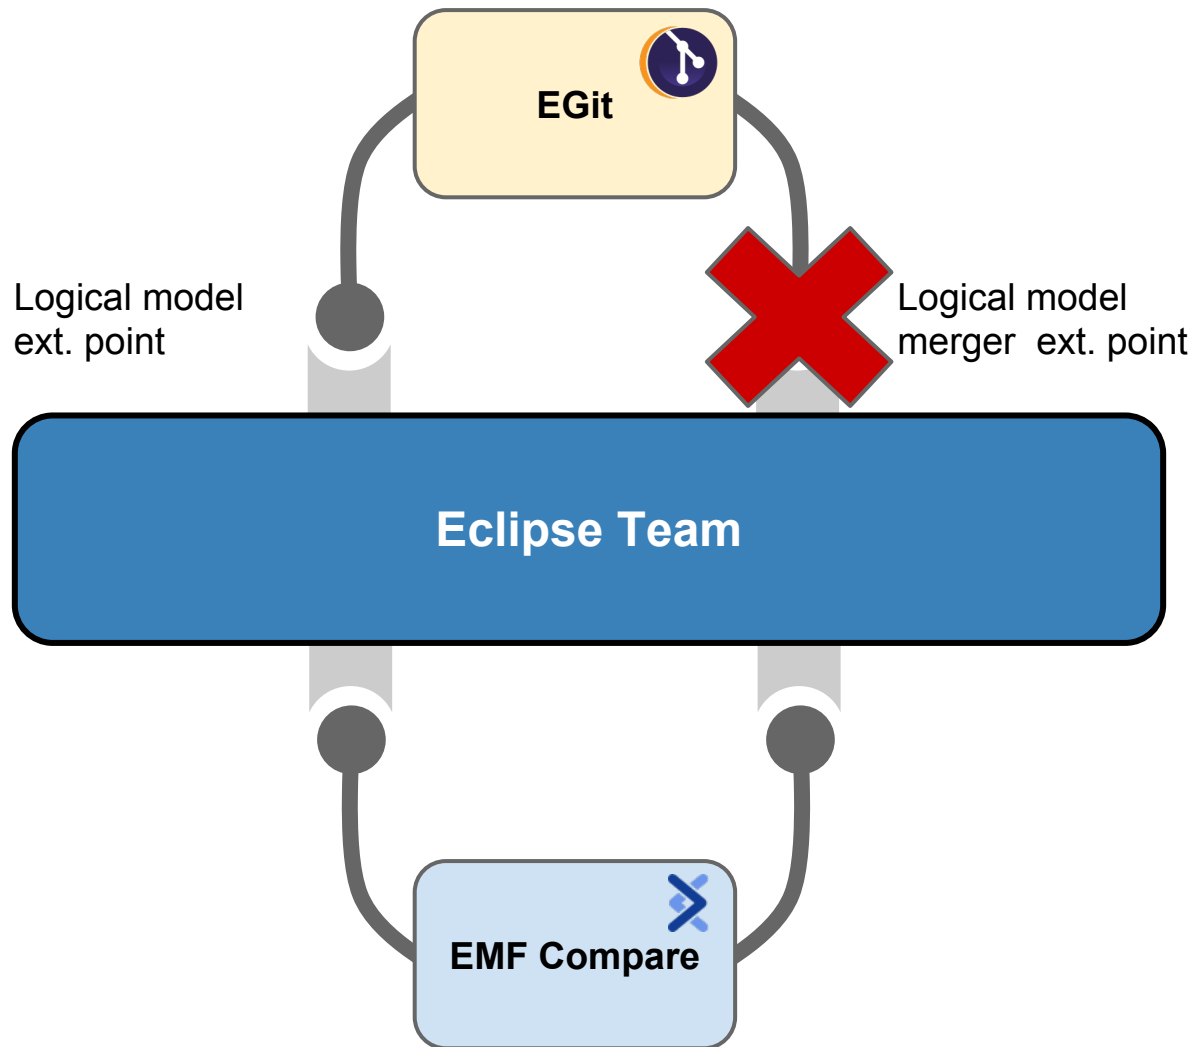 EGit
Logical model
ext. point
Logical model
merger  ext. point
Eclipse Team
EMF Compare